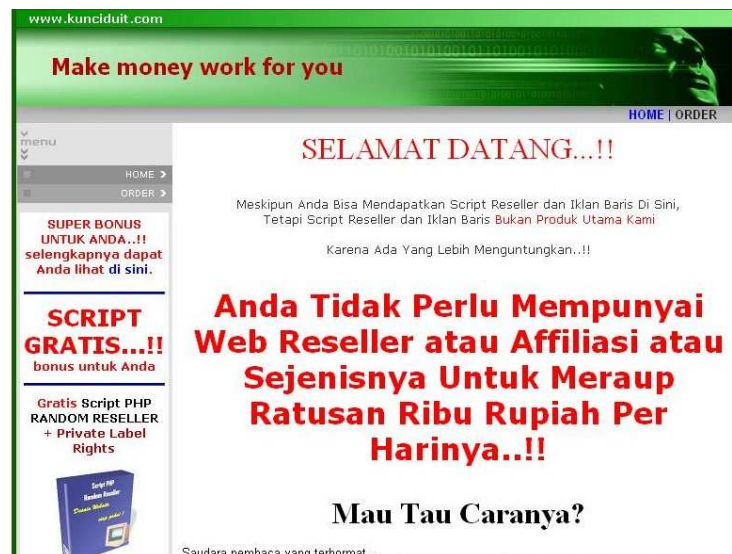 www.kunciduit.com
Make money work for you
HOME | ORDER
menu
HOME
ORDER
SUPER BONUS
UNTUK ANDA..!!
selengkapnya dapat
Anda lihat di sini.
SCRIPT
GRATIS...!!
bonus untuk Anda
Gratis Script PHP
RANDOM RESELLER
+ Private Label
Rights
Script PHP
Random Reseller
SELAMAT DATANG...!!
Meskipun Anda Bisa Mendapatkan Script Reseller dan Iklan Baris Di Sini,
Tetapi Script Reseller dan Iklan Baris Bukan Produk Utama Kami
Karena Ada Yang Lebih Menguntungkan..!!
Anda Tidak Perlu Mempunyai
Web Reseller atau Affiliasi atau
Sejenisnya Untuk Meraup
Ratusan Ribu Rupiah Per
Harinya..!!
Mau Tau Caranya?
Saudara pembaca yang terhormat